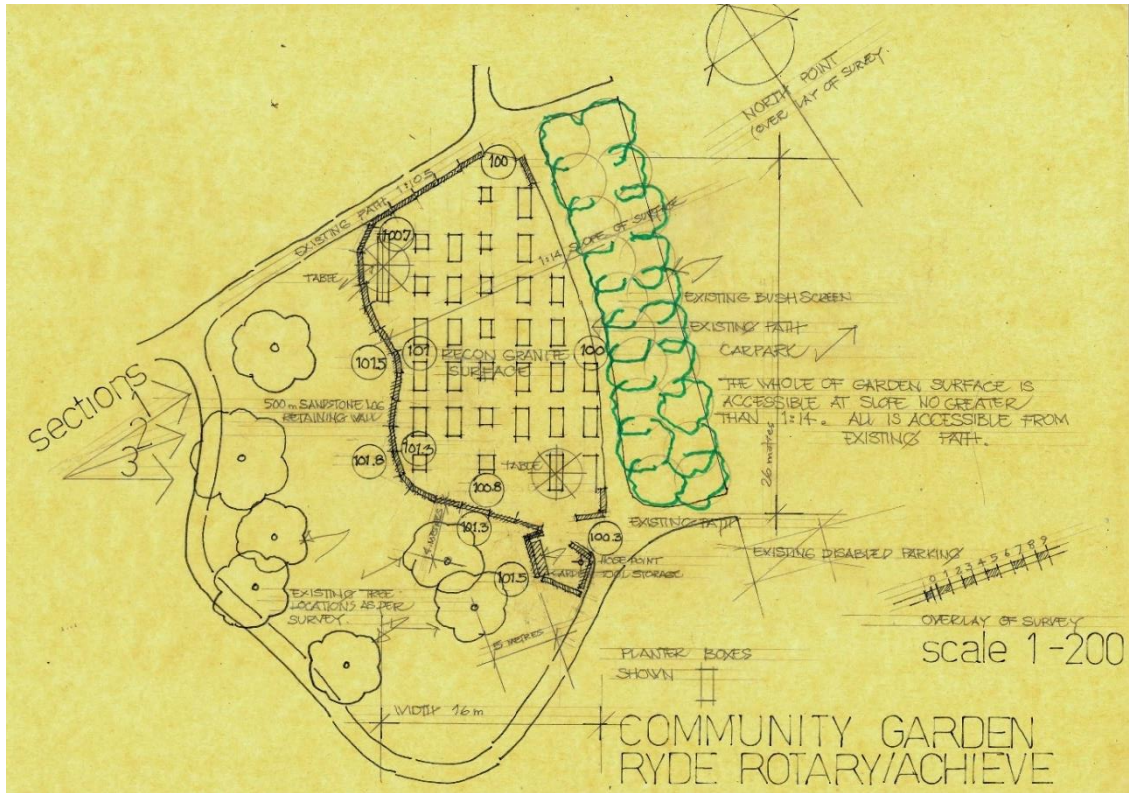 NORTH POINT
(OVERLAY OF SURVEY.
100
EXISTING PATH 1:10.5
100.7
TABLE
1:14 SLOPE OF SURFACE
EXISTING BUSH SCREEN
EXISTING PATH
CARPARK
101.5
101
RECON GRANITE
SURFACE
100
THE WHOLE OF GARDEN SURFACE IS
ACCESSIBLE AT SLOPE NO GREATER
THAN 1:14. ALL IS ACCESSIBLE FROM
EXISTING PATH.
26 metres
sections
1
2
3
SANDSTONE LOG
RETAINING WALL
101.8
101.3
TABLE
100.8
4 METRES
101.3
EXISTING PATH
100.3
EXISTING DISABLED PARKING
HOSE POINT
GARDEN TOOL STORAGE
101.5
EXISTING TREE
LOCATIONS AS PER
SURVEY.
METRES
0 1 2 3 4 5 6 7 8 9
OVERLAY OF SURVEY
scale 1-200
PLANTER BOXES
SHOWN
WIDTH 16m
COMMUNITY GARDEN
RYDE ROTARY/ACHIEVE